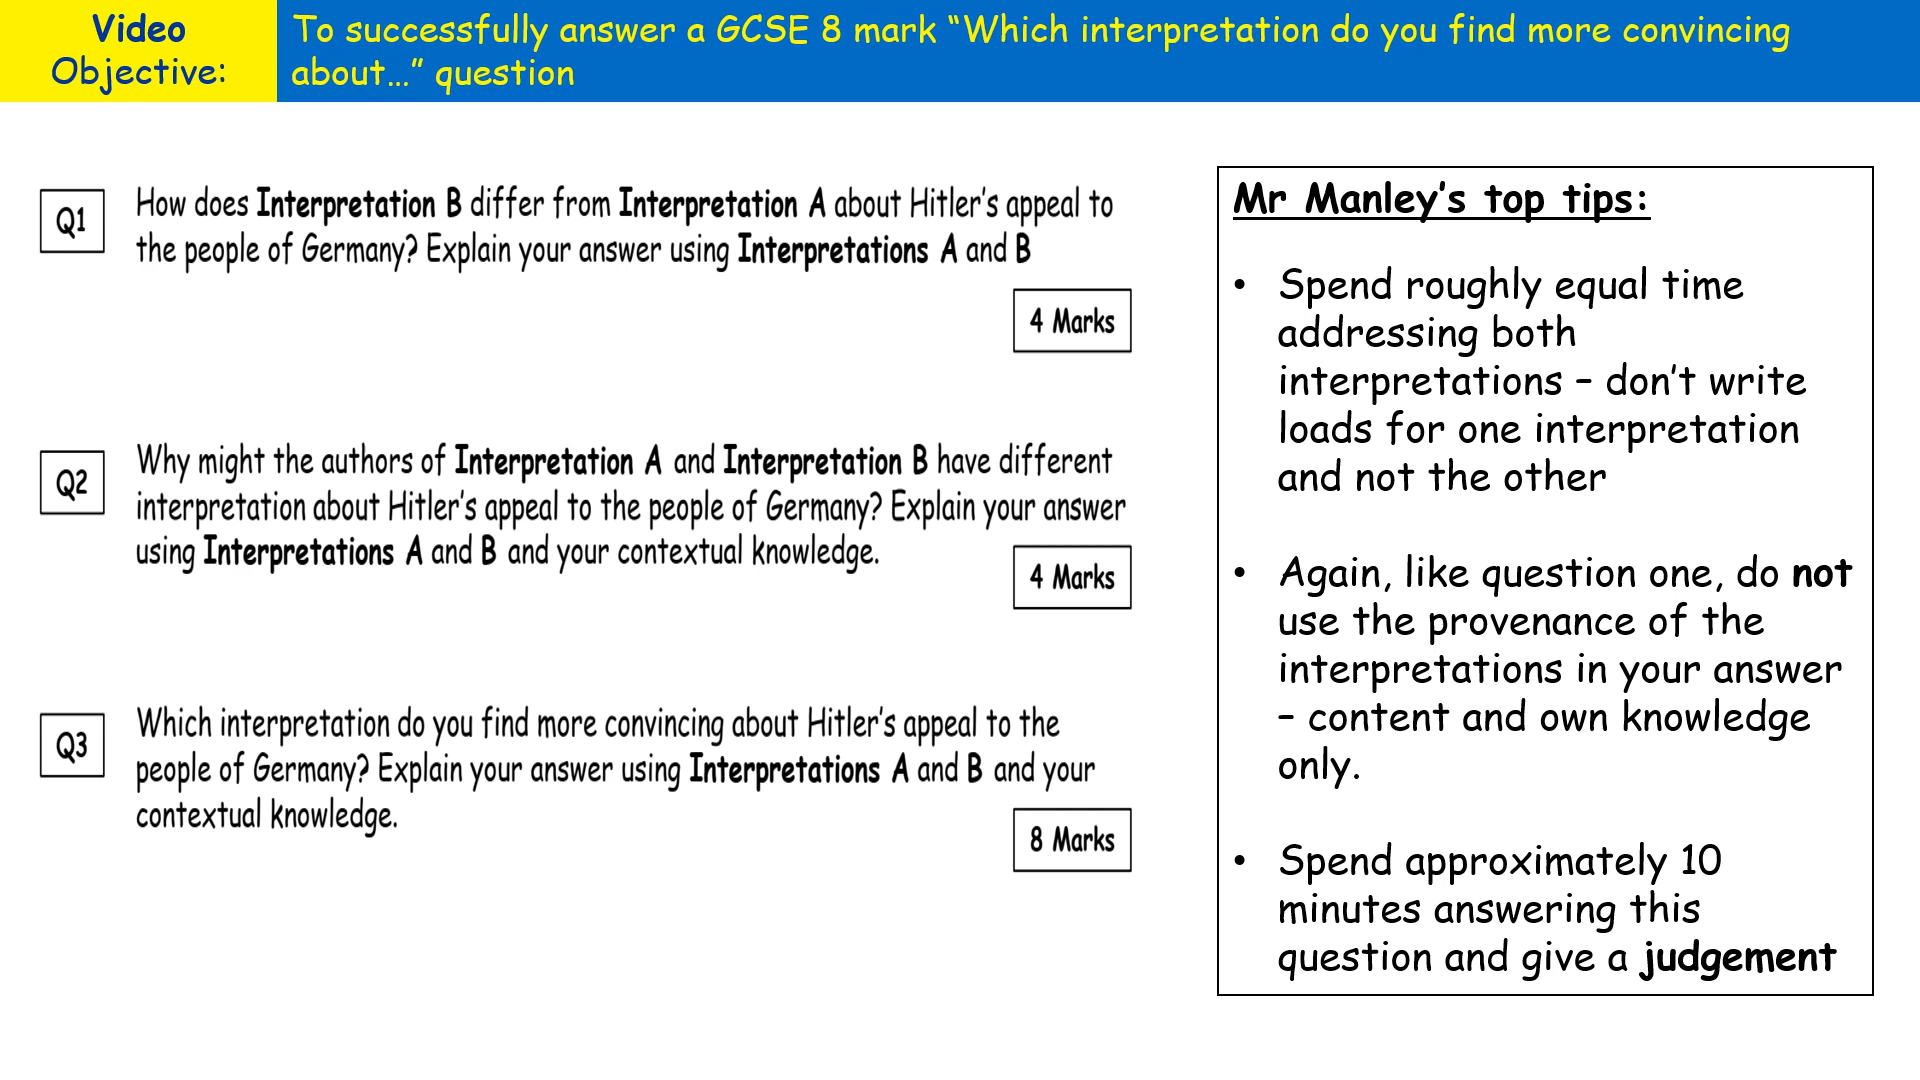 Video
Objective:
To successfully answer a GCSE 8 mark “Which interpretation do you find more convincing
about…” question
Q1
How does Interpretation B differ from Interpretation A about Hitler’s appeal to
the people of Germany? Explain your answer using Interpretations A and B
4 Marks
Q2
Why might the authors of Interpretation A and Interpretation B have different
interpretation about Hitler’s appeal to the people of Germany? Explain your answer
using Interpretations A and B and your contextual knowledge.
4 Marks
Q3
Which interpretation do you find more convincing about Hitler’s appeal to the
people of Germany? Explain your answer using Interpretations A and B and your
contextual knowledge.
8 Marks
Mr Manley’s top tips:
• Spend roughly equal time
addressing both
interpretations – don’t write
loads for one interpretation
and not the other
• Again, like question one, do not
use the provenance of the
interpretations in your answer
– content and own knowledge
only.
• Spend approximately 10
minutes answering this
question and give a judgement